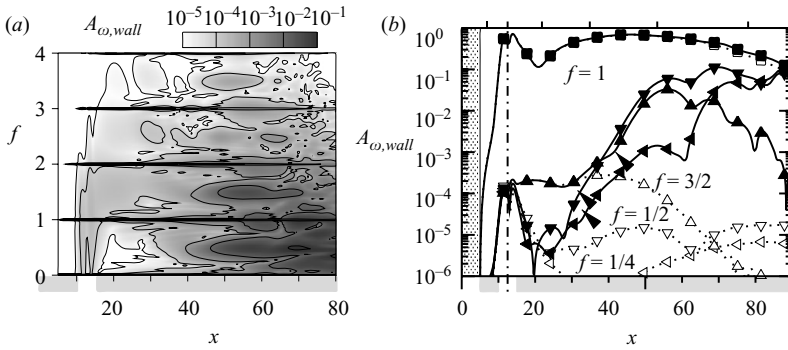 (a) A_{ω,wall} 10^{−5} 10^{−4} 10^{−3} 10^{−2} 10^{−1}
4
3
f 2
1
0
20 40 60 80
x
(b)
10^0
10^{−1}
10^{−2}
A_{ω,wall}
10^{−3}
10^{−4}
10^{−5}
10^{−6}
f = 1
f = 3/2
f = 1/2
f = 1/4
0 20 40 60 80
x